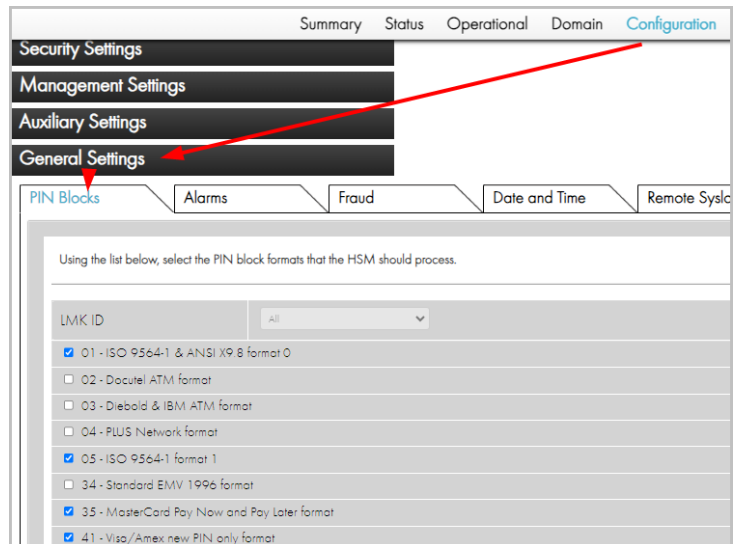 Summary Status Operational Domain Configuration
Security Settings
Management Settings
Auxiliary Settings
General Settings
PIN Blocks Alarms Fraud Date and Time Remote Syslo
Using the list below, select the PIN block formats that the HSM should process.
LMK ID All
01 - ISO 9564-1 & ANSI X9.8 format 0
02 - Docutel ATM format
03 - Diebold & IBM ATM format
04 - PLUS Network format
05 - ISO 9564-1 format 1
34 - Standard EMV 1996 format
35 - MasterCard Pay Now and Pay Later format
41 - Visa/Amex new PIN only format